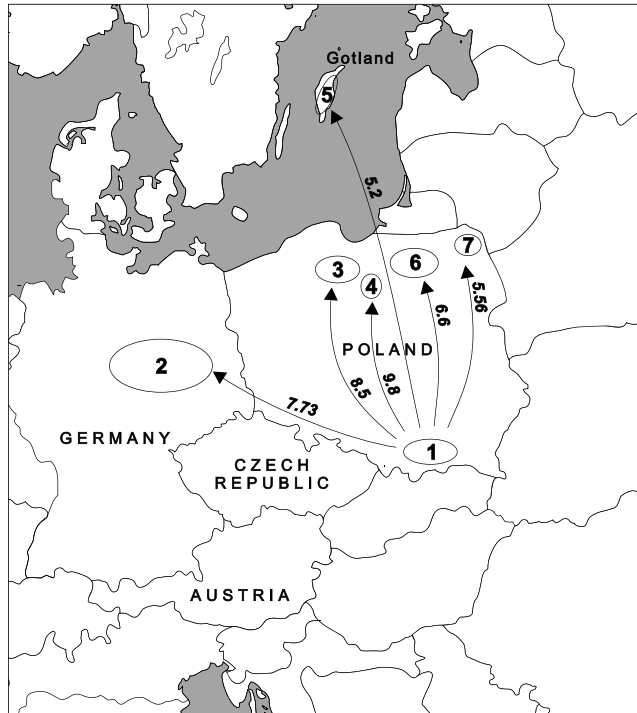 Gotland
5
5.2
7
3
6
4
5.56
6.6
POLAND
2
8.5
9.8
7.73
GERMANY
1
CZECH
REPUBLIC
AUSTRIA